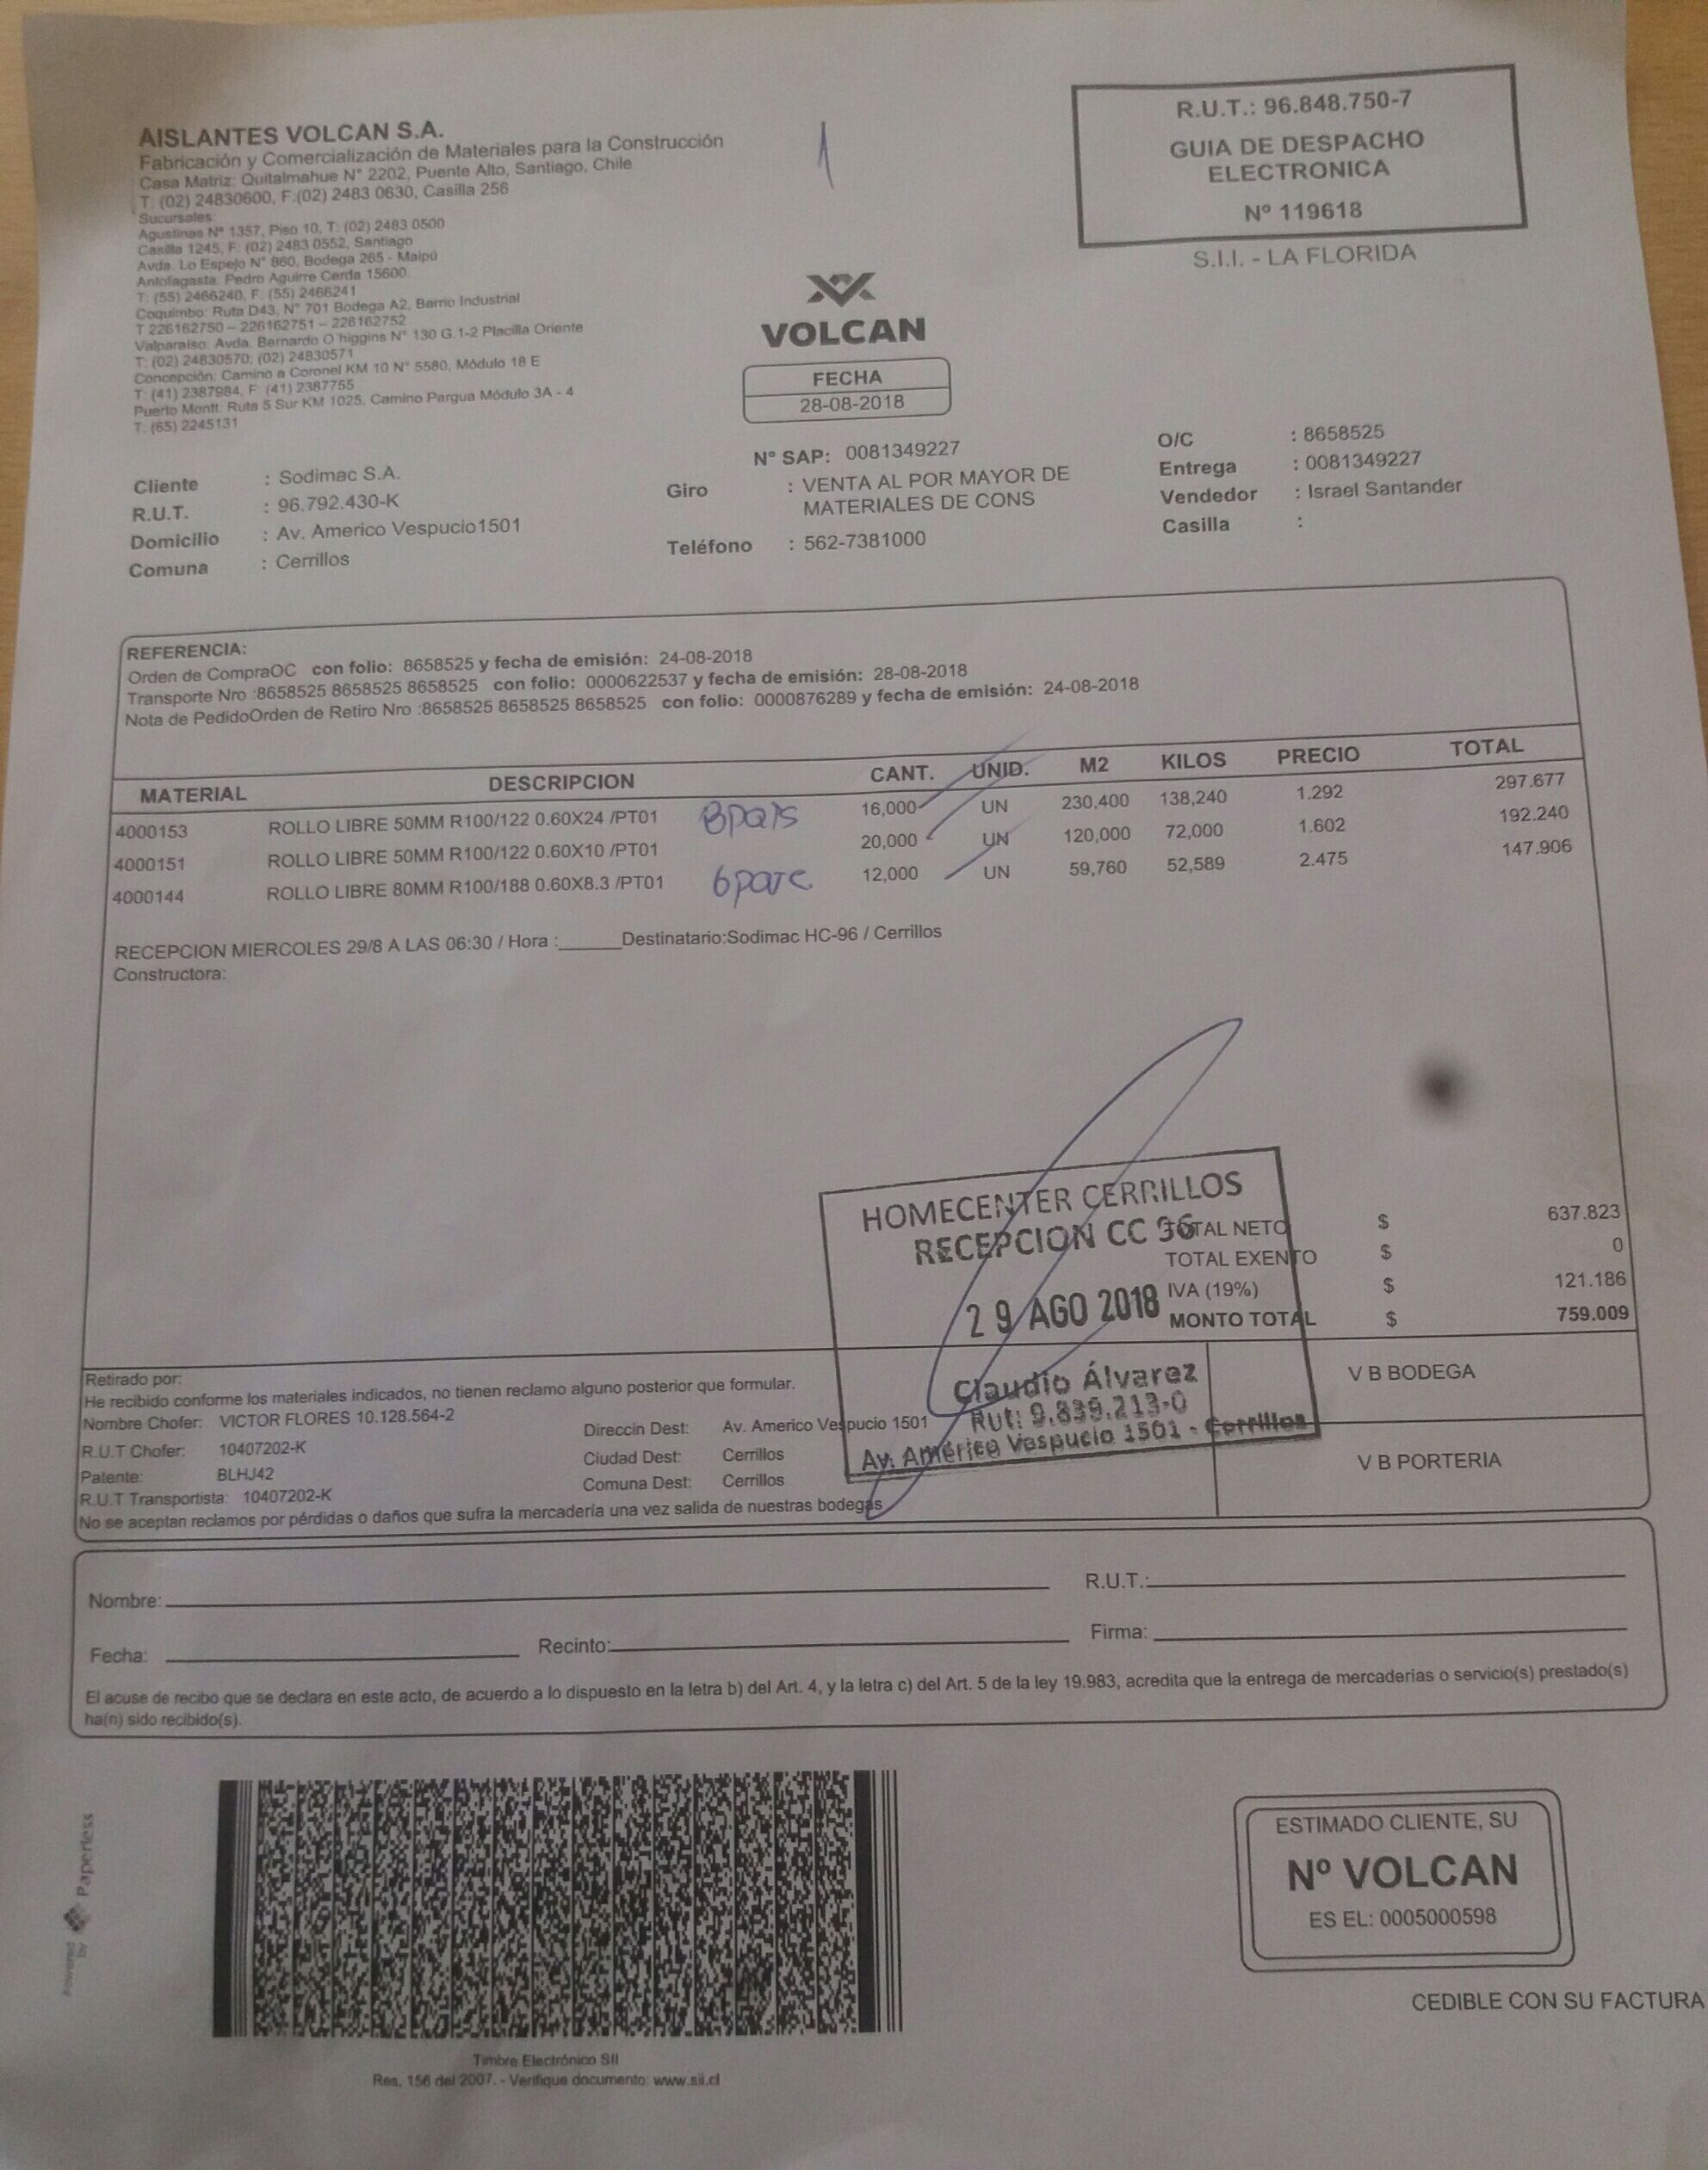 AISLANTES VOLCAN S.A.
Fabricación y Comercialización de Materiales para la Construcción
Casa Matriz: Quitalmahue N° 2202, Puente Alto, Santiago, Chile
T. (02) 24830600, F.(02) 2483 0630, Casilla 256
Sucursales:
Agustinas Nº 1357, Piso 10, T: (02) 2483 0500
Casilla 1245, F: (02) 2483 0552, Santiago
Avda. Lo Espejo N° 860, Bodega 265 - Maipú
Antofagasta: Pedro Aguirre Cerda 15600.
T: (55) 2466240, F: (55) 2466241
Coquimbo: Ruta D43, N° 701 Bodega A2, Barrio Industrial
T 226162750 – 226162751 – 226162752
Valparaíso: Avda. Bernardo O´higgins N° 130 G.1-2 Placilla Oriente
T: (02) 24830570; (02) 24830571
Concepción: Camino a Coronel KM 10 N° 5580, Módulo 18 E
T: (41) 2387984, F: (41) 2387755
Puerto Montt: Ruta 5 Sur KM 1025, Camino Pargua Módulo 3A - 4
T: (65) 2245131
1
R.U.T.: 96.848.750-7
GUIA DE DESPACHO
ELECTRONICA
Nº 119618
S.I.I. - LA FLORIDA
VOLCAN
FECHA
28-08-2018
Cliente : Sodimac S.A.
R.U.T. : 96.792.430-K
Domicilio : Av. Americo Vespucio1501
Comuna : Cerrillos
N° SAP: 0081349227
Giro : VENTA AL POR MAYOR DE
MATERIALES DE CONS
Teléfono : 562-7381000
O/C : 8658525
Entrega : 0081349227
Vendedor : Israel Santander
Casilla :
REFERENCIA:
Orden de CompraOC con folio: 8658525 y fecha de emisión: 24-08-2018
Transporte Nro :8658525 8658525 8658525 con folio: 0000622537 y fecha de emisión: 28-08-2018
Nota de PedidoOrden de Retiro Nro :8658525 8658525 8658525 con folio: 0000876289 y fecha de emisión: 24-08-2018
MATERIAL DESCRIPCION CANT. UNID. M2 KILOS PRECIO TOTAL
4000153 ROLLO LIBRE 50MM R100/122 0.60X24 /PT01 16,000 UN 230,400 138,240 1.292 297.677
4000151 ROLLO LIBRE 50MM R100/122 0.60X10 /PT01 20,000 UN 120,000 72,000 1.602 192.240
4000144 ROLLO LIBRE 80MM R100/188 0.60X8.3 /PT01 12,000 UN 59,760 52,589 2.475 147.906
RECEPCION MIERCOLES 29/8 A LAS 06:30 / Hora :______Destinatario:Sodimac HC-96 / Cerrillos
Constructora:
HOMECENTER CERRILLOS
RECEPCION CC 96
29 AGO 2018
Claudio Álvarez
Rut: 9.839.213-0
Av. Américo Vespucio 1501 - Cerrillos
TOTAL NETO $ 637.823
TOTAL EXENTO $ 0
IVA (19%) $ 121.186
MONTO TOTAL $ 759.009
Retirado por:
He recibido conforme los materiales indicados, no tienen reclamo alguno posterior que formular.
Nombre Chofer: VICTOR FLORES 10.128.564-2
R.U.T Chofer: 10407202-K
Patente: BLHJ42
R.U.T Transportista: 10407202-K
Direccin Dest: Av. Americo Vespucio 1501
Ciudad Dest: Cerrillos
Comuna Dest: Cerrillos
No se aceptan reclamos por pérdidas o daños que sufra la mercadería una vez salida de nuestras bodegas
V B BODEGA
V B PORTERIA
Nombre: R.U.T.:
Fecha: Recinto: Firma:
El acuse de recibo que se declara en este acto, de acuerdo a lo dispuesto en la letra b) del Art. 4, y la letra c) del Art. 5 de la ley 19.983, acredita que la entrega de mercaderías o servicio(s) prestado(s)
ha(n) sido recibido(s).
Powered by Paperless
Timbre Electrónico SII
Res. 156 del 2007. - Verifique documento: www.sii.cl
ESTIMADO CLIENTE, SU
Nº VOLCAN
ES EL: 0005000598
CEDIBLE CON SU FACTURA